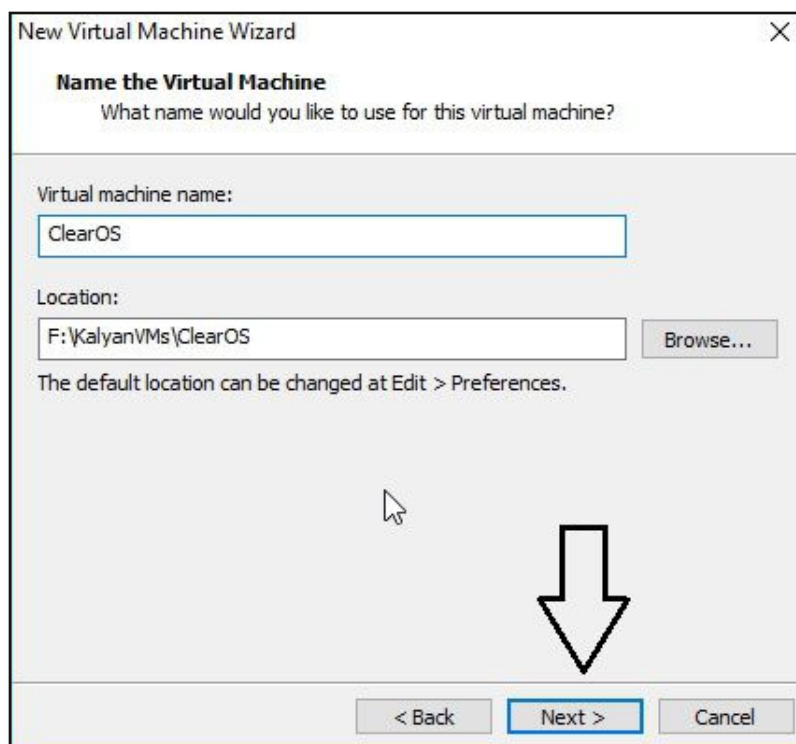 New Virtual Machine Wizard
Name the Virtual Machine
What name would you like to use for this virtual machine?
Virtual machine name:
ClearOS
Location:
F:\KalyanVMs\ClearOS
Browse...
The default location can be changed at Edit > Preferences.
< Back Next > Cancel